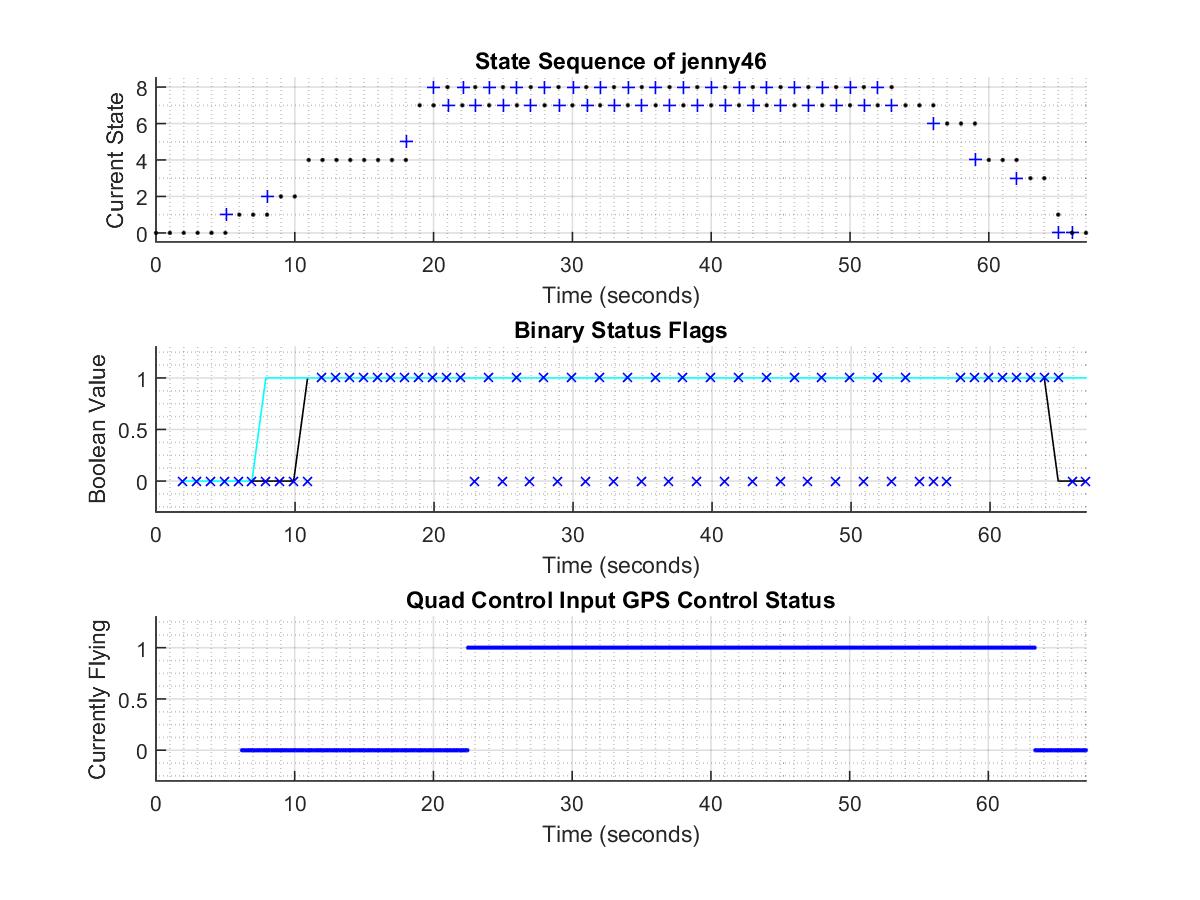 State Sequence of jenny46
Current State
8
6
4
2
0
0 10 20 30 40 50 60
Time (seconds)
Binary Status Flags
Boolean Value
1
0.5
0
0 10 20 30 40 50 60
Time (seconds)
Quad Control Input GPS Control Status
Currently Flying
1
0.5
0
0 10 20 30 40 50 60
Time (seconds)